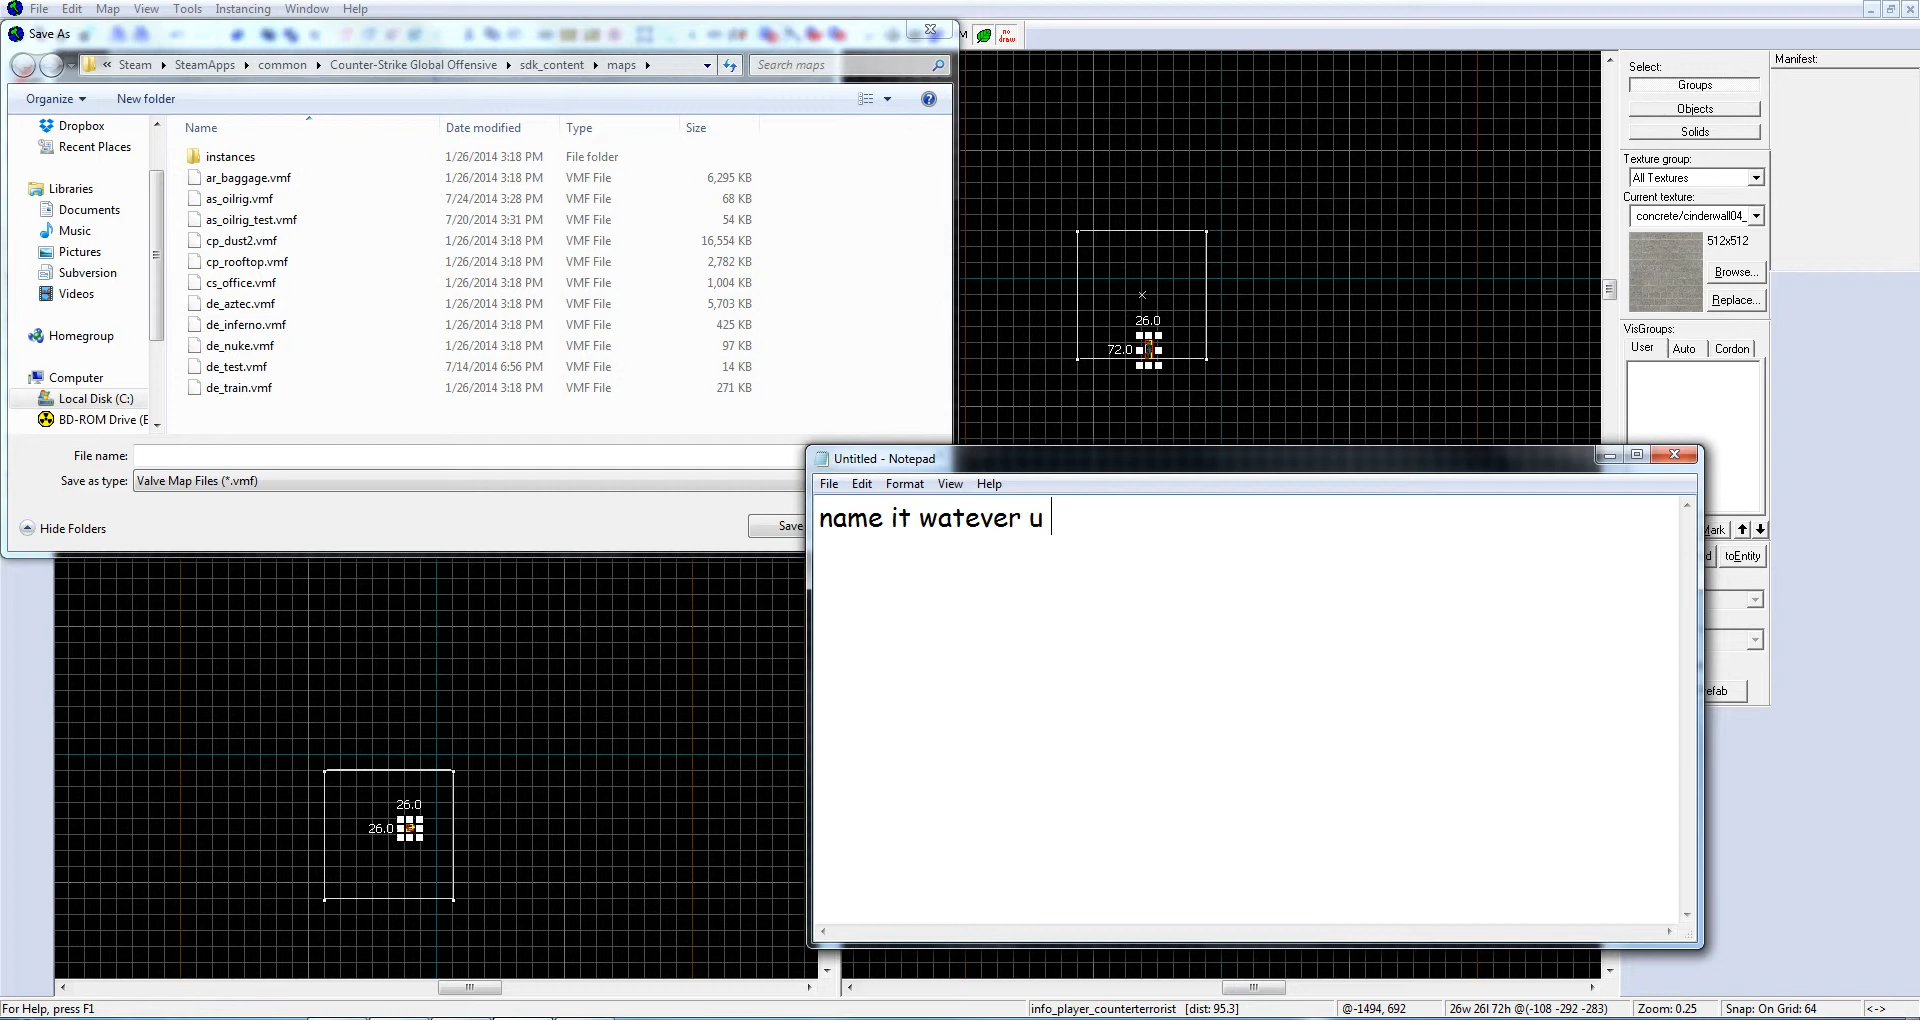 File Edit Map View Tools Instancing Window Help
Save As
« Steam SteamApps common Counter-Strike Global Offensive sdk_content maps
Search maps
Organize New folder
Name Date modified Type Size
Dropbox
Recent Places
Libraries
Documents
Music
Pictures
Subversion
Videos
Homegroup
Computer
Local Disk (C:)
BD-ROM Drive (E
instances 1/26/2014 3:18 PM File folder
ar_baggage.vmf 1/26/2014 3:18 PM VMF File 6,295 KB
as_oilrig.vmf 7/24/2014 3:28 PM VMF File 68 KB
as_oilrig_test.vmf 7/20/2014 3:31 PM VMF File 54 KB
cp_dust2.vmf 1/26/2014 3:18 PM VMF File 16,554 KB
cp_rooftop.vmf 1/26/2014 3:18 PM VMF File 2,782 KB
cs_office.vmf 1/26/2014 3:18 PM VMF File 1,004 KB
de_aztec.vmf 1/26/2014 3:18 PM VMF File 5,703 KB
de_inferno.vmf 1/26/2014 3:18 PM VMF File 425 KB
de_nuke.vmf 1/26/2014 3:18 PM VMF File 97 KB
de_test.vmf 7/14/2014 6:56 PM VMF File 14 KB
de_train.vmf 1/26/2014 3:18 PM VMF File 271 KB
File name:
Save as type: Valve Map Files (*.vmf)
Hide Folders
Save
no draw
26.0
72.0
Select:
Groups
Objects
Solids
Texture group:
All Textures
Current texture:
concrete/cinderwall04_
512x512
Browse...
Replace...
VisGroups:
User Auto Cordon
Mark
toEntity
efab
Manifest:
Untitled - Notepad
File Edit Format View Help
name it watever u
26.0
26.0
For Help, press F1
info_player_counterterrorist [dist: 95.3]
@-1494, 692
26w 26l 72h @(-108 -292 -283)
Zoom: 0.25
Snap: On Grid: 64
<->